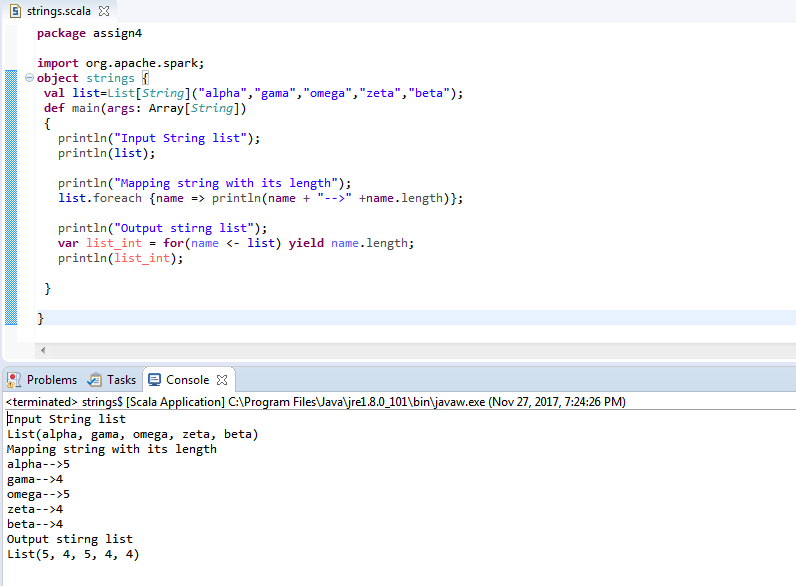 strings.scala
package assign4
import org.apache.spark;
object strings {
val list=List[String]("alpha","gama","omega","zeta","beta");
def main(args: Array[String])
{
println("Input String list");
println(list);
println("Mapping string with its length");
list.foreach {name => println(name + "-->" +name.length)};
println("Output stirng list");
var list_int = for(name <- list) yield name.length;
println(list_int);
}
}
Problems Tasks Console
<terminated> strings$ [Scala Application] C:\Program Files\Java\jre1.8.0_101\bin\javaw.exe (Nov 27, 2017, 7:24:26 PM)
Input String list
List(alpha, gama, omega, zeta, beta)
Mapping string with its length
alpha-->5
gama-->4
omega-->5
zeta-->4
beta-->4
Output stirng list
List(5, 4, 5, 4, 4)